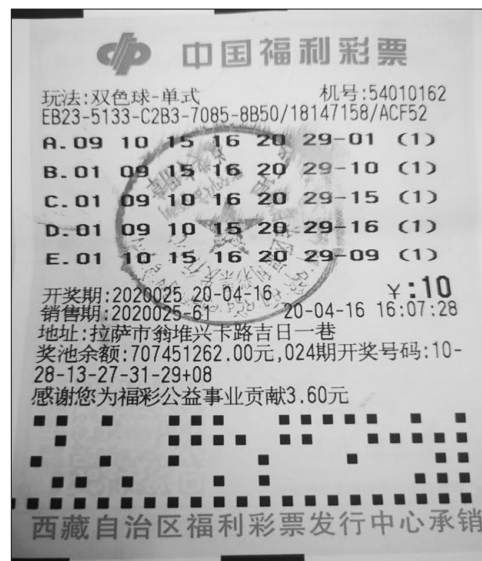 中国福利彩票
玩法:双色球-单式 机号:54010162
EB23-5133-C2B3-7085-8B50/18147158/ACF52
A.09 10 15 16 20 29-01 (1)
B.01 09 15 16 20 29-10 (1)
C.01 09 10 16 20 29-15 (1)
D.01 09 10 15 20 29-16 (1)
E.01 10 15 16 20 29-09 (1)
开奖期:2020025 20-04-16 ¥:10
销售期:2020025-61 20-04-16 16:07:28
地址:拉萨市翁堆兴卡路吉日一巷
奖池余额:707451262.00元,024期开奖号码:10-
28-13-27-31-29+08
感谢您为福彩公益事业贡献3.60元
西藏自治区福利彩票发行中心承销